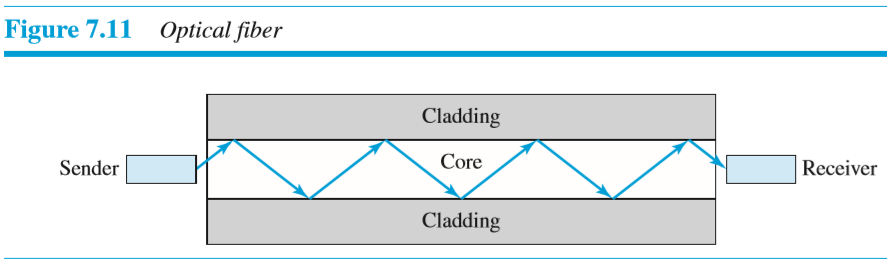 Figure 7.11 Optical fiber
Cladding
Sender
Core
Receiver
Cladding